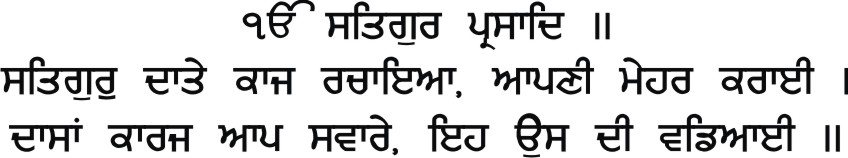 ੴ ਸਤਿਗੁਰ ਪ੍ਰਸਾਦਿ ॥
ਸਤਿਗੁਰੁ ਦਾਤੇ ਕਾਜ ਰਚਾਇਆ, ਆਪਣੀ ਮੇਹਰ ਕਰਾਈ ।
ਦਾਸਾਂ ਕਾਰਜ ਆਪ ਸਵਾਰੇ, ਇਹ ਉਸ ਦੀ ਵਡਿਆਈ ॥